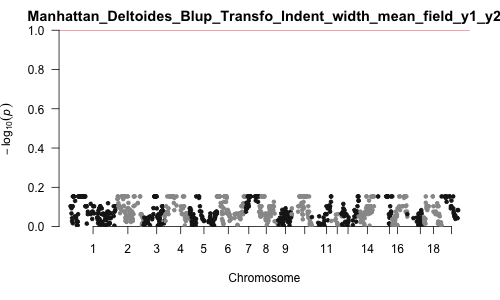 Manhattan_Deltoides_Blup_Transfo_Indent_width_mean_field_y1_y2
1.0
0.8
0.6
0.4
0.2
0.0
− log10(p)
1 2 3 4 5 6 7 8 9 11 14 16 18
Chromosome